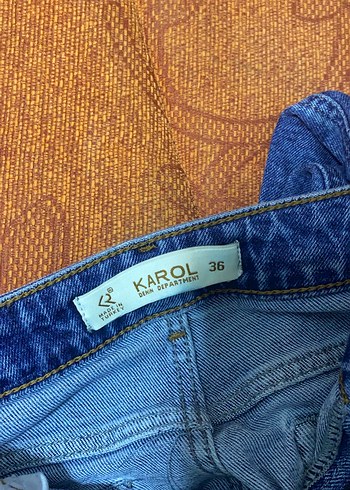 KAROL 36
DENIM DEPARTMENT
R
MADE IN
TURKEY